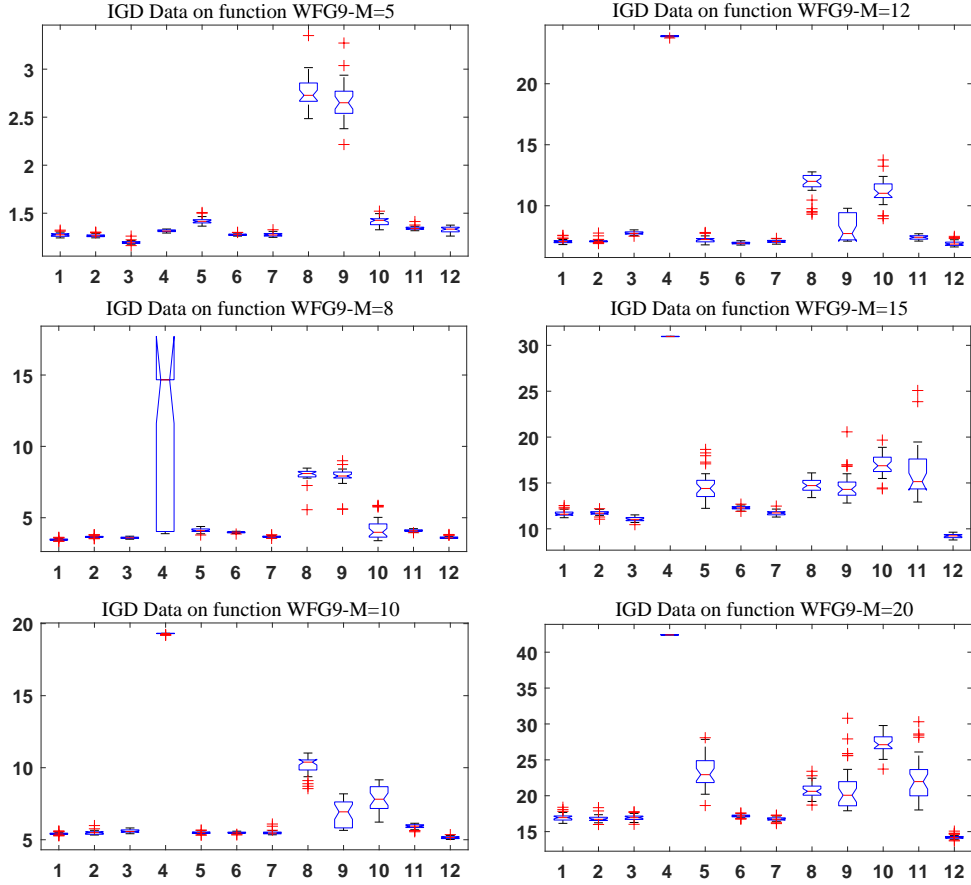 IGD Data on function WFG9-M=5
3
2.5
2
1.5
1 2 3 4 5 6 7 8 9 10 11 12
IGD Data on function WFG9-M=12
20
15
10
1 2 3 4 5 6 7 8 9 10 11 12
IGD Data on function WFG9-M=8
15
10
5
1 2 3 4 5 6 7 8 9 10 11 12
IGD Data on function WFG9-M=15
30
25
20
15
10
1 2 3 4 5 6 7 8 9 10 11 12
IGD Data on function WFG9-M=10
20
15
10
5
1 2 3 4 5 6 7 8 9 10 11 12
IGD Data on function WFG9-M=20
40
35
30
25
20
15
1 2 3 4 5 6 7 8 9 10 11 12